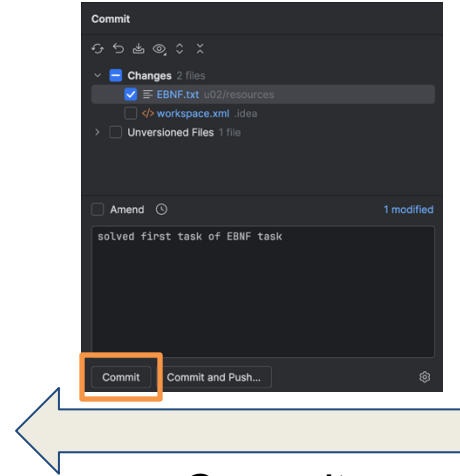 Commit
Changes 2 files
EBNF.txt u02/resources
</> workspace.xml .idea
Unversioned Files 1 file
Amend
1 modified
solved first task of EBNF task
Commit
Commit and Push...